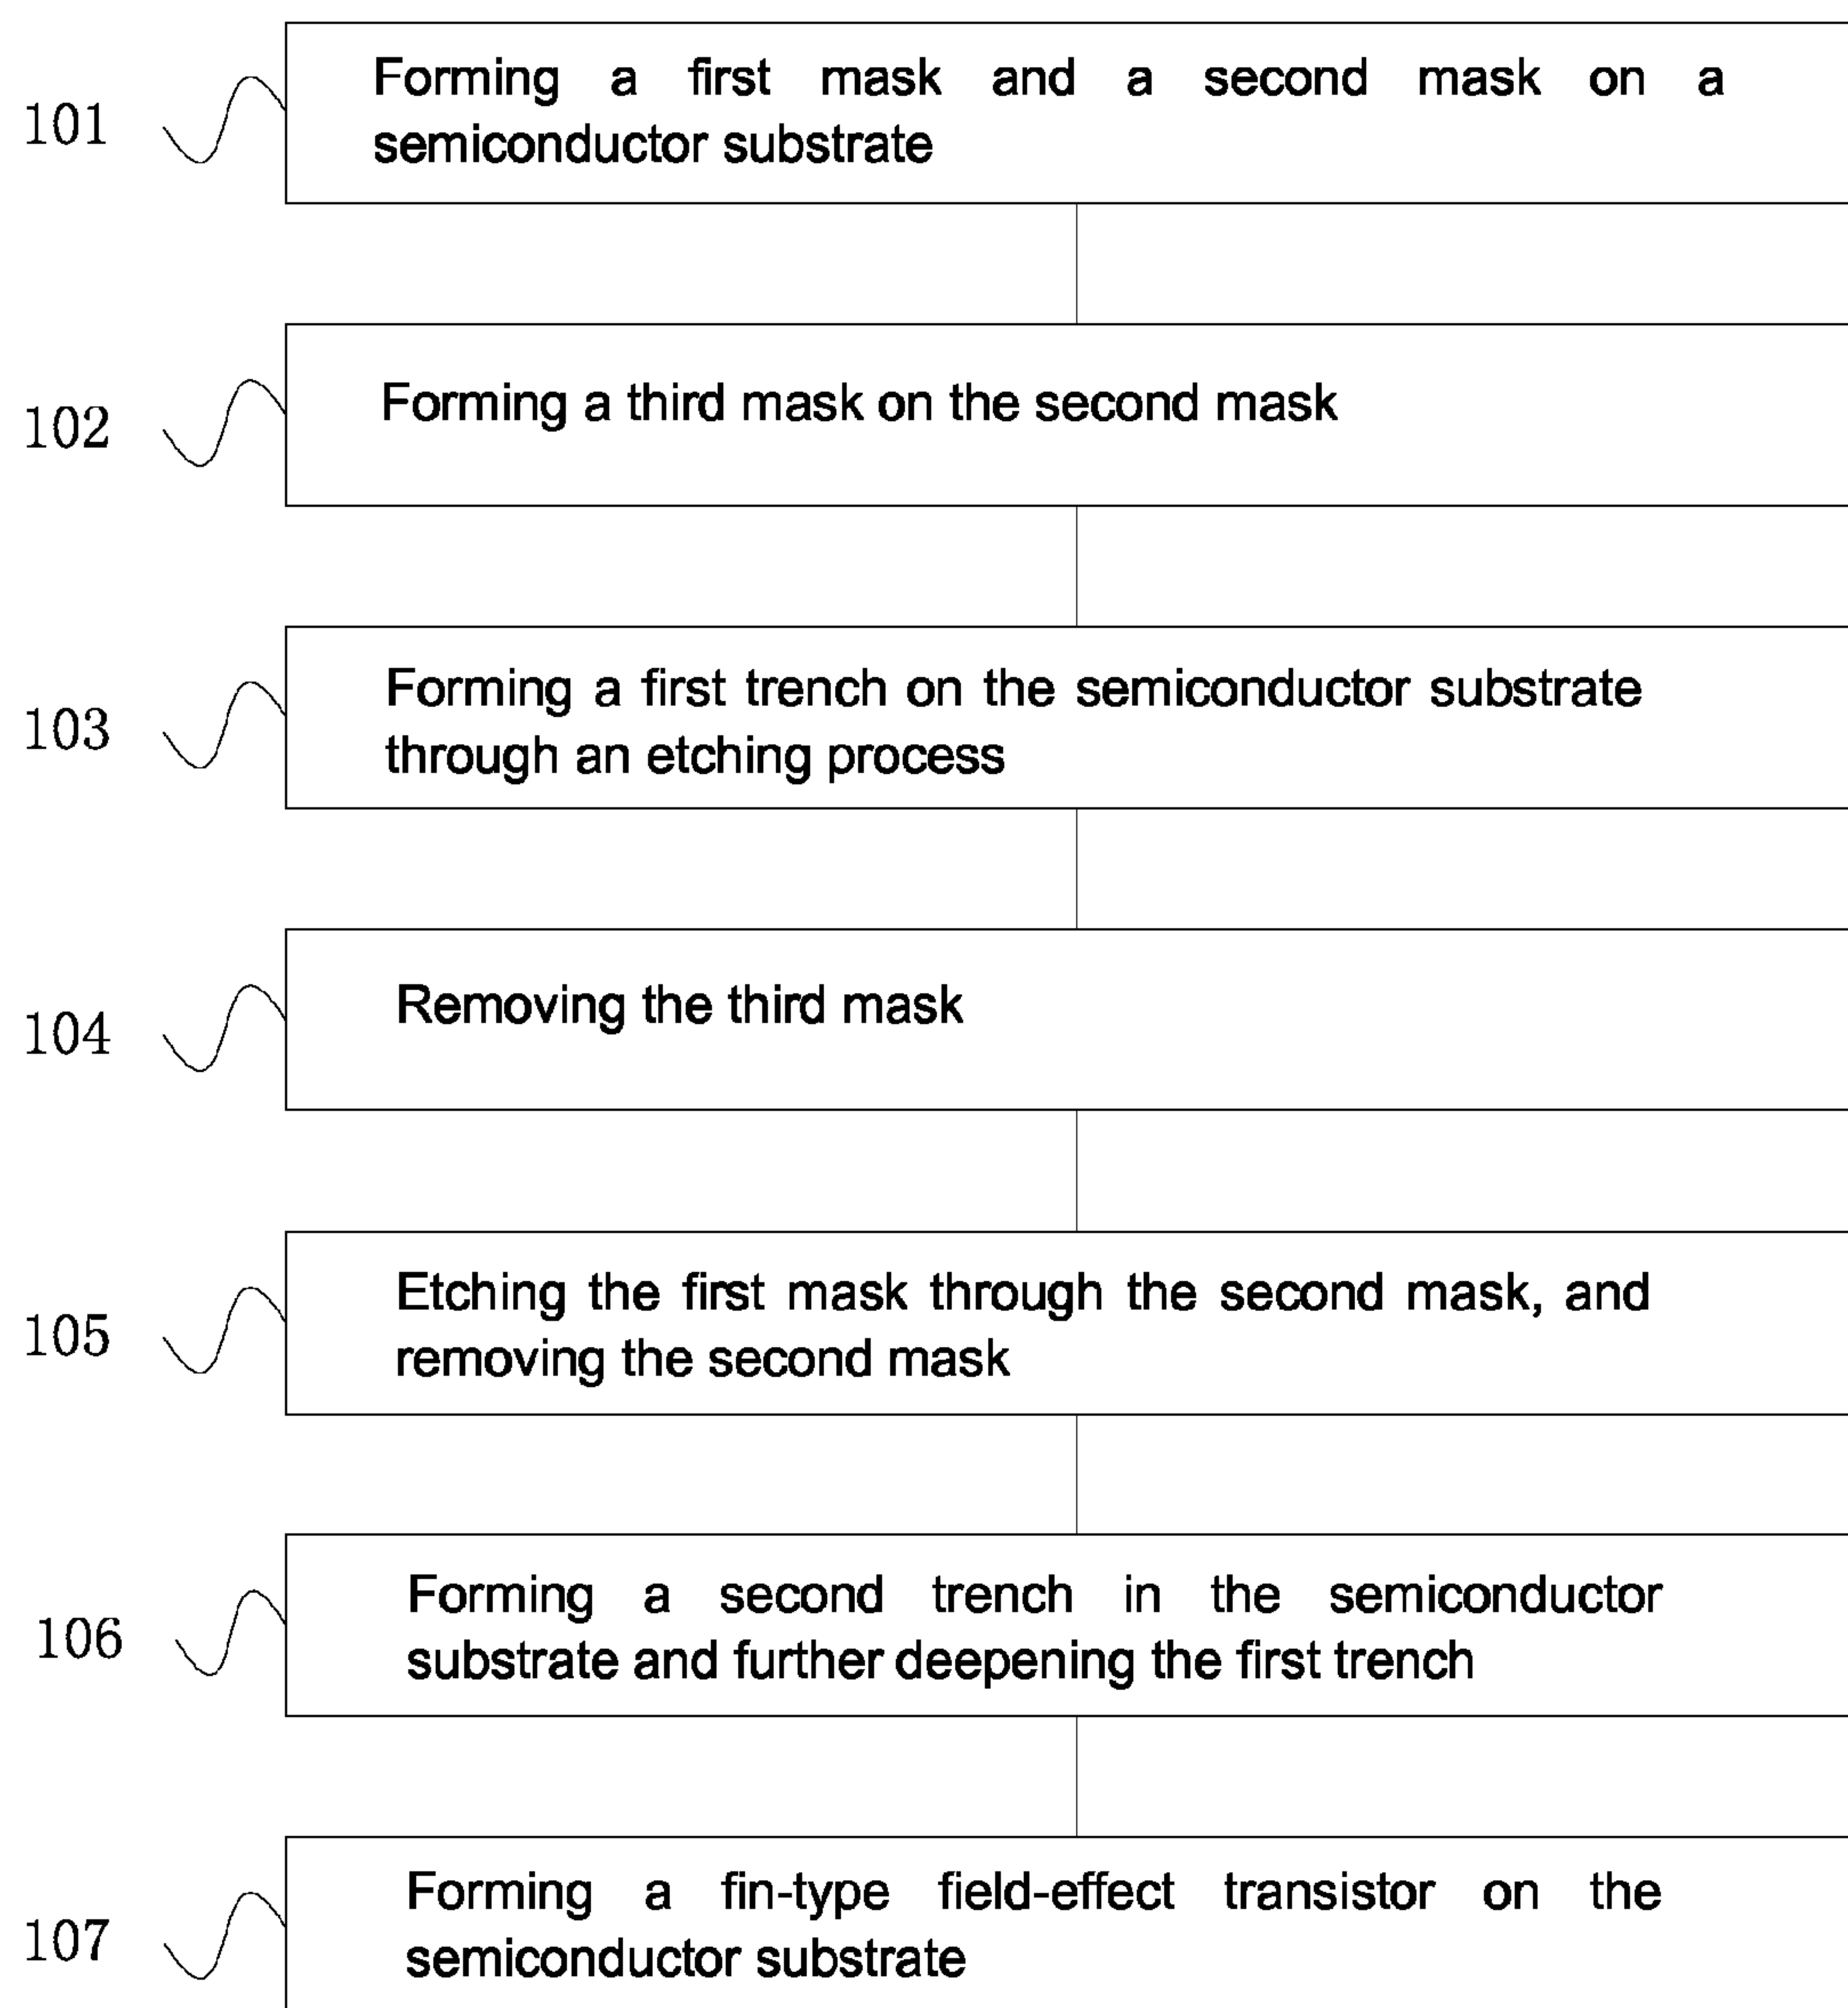 101
Forming a first mask and a second mask on a
semiconductor substrate
102
Forming a third mask on the second mask
103
Forming a first trench on the semiconductor substrate
through an etching process
104
Removing the third mask
105
Etching the first mask through the second mask, and
removing the second mask
106
Forming a second trench in the semiconductor
substrate and further deepening the first trench
107
Forming a fin-type field-effect transistor on the
semiconductor substrate